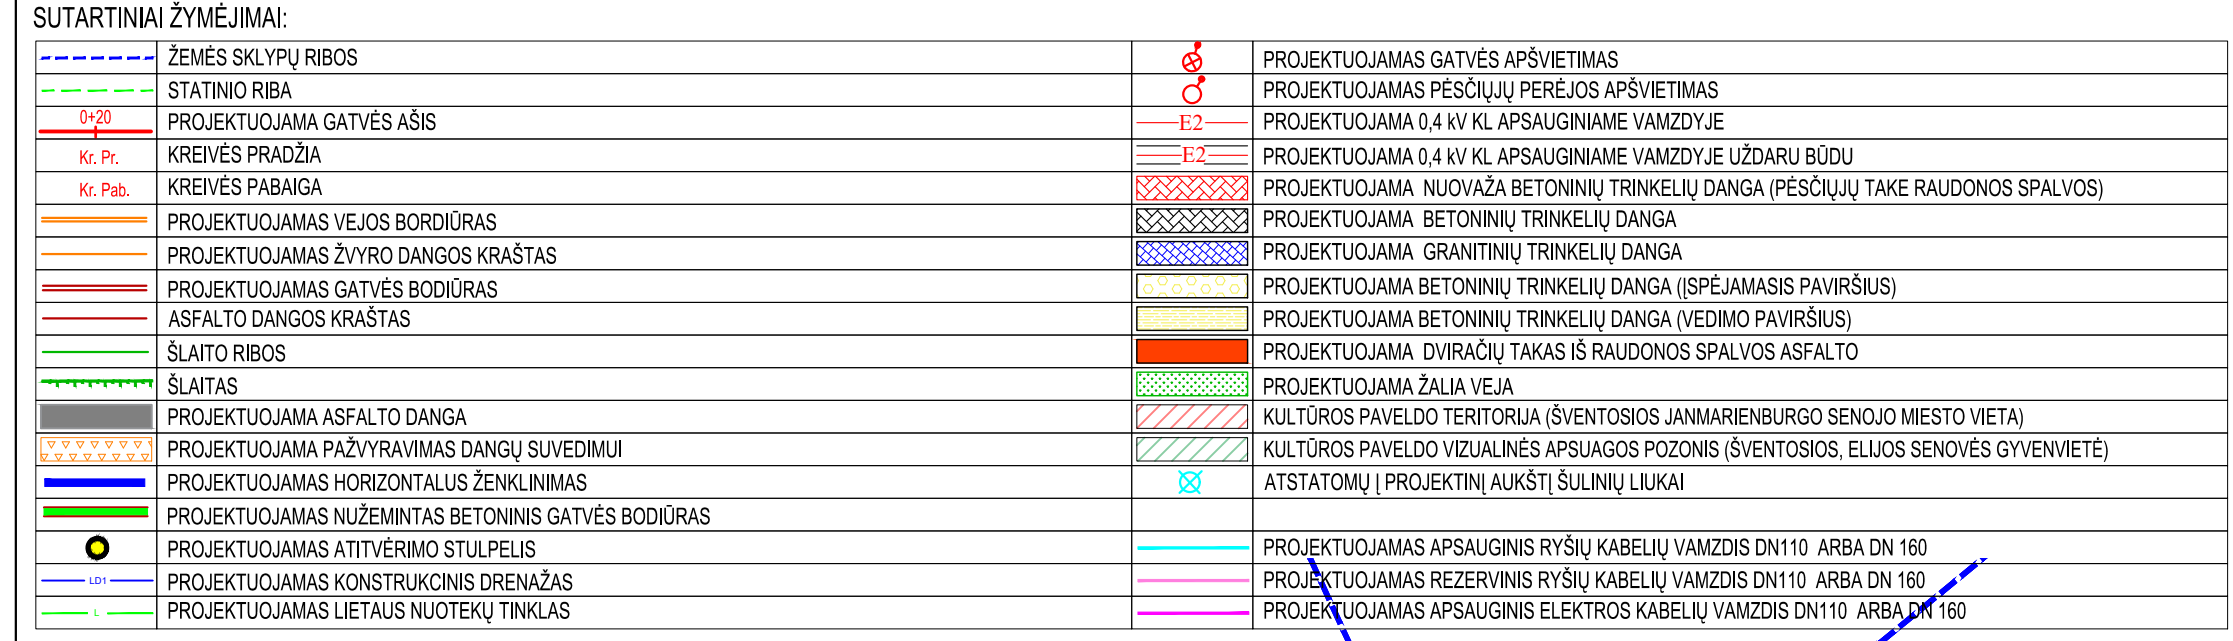 SUTARTINIAI ŽYMĖJIMAI:
ŽEMĖS SKLYPŲ RIBOS
STATINIO RIBA
0+20 PROJEKTUOJAMA GATVĖS AŠIS
Kr. Pr. KREIVĖS PRADŽIA
Kr. Pab. KREIVĖS PABAIGA
PROJEKTUOJAMAS VEJOS BORDIŪRAS
PROJEKTUOJAMAS ŽVYRO DANGOS KRAŠTAS
PROJEKTUOJAMAS GATVĖS BODIŪRAS
ASFALTO DANGOS KRAŠTAS
ŠLAITO RIBOS
ŠLAITAS
PROJEKTUOJAMA ASFALTO DANGA
PROJEKTUOJAMA PAŽVYRAVIMAS DANGŲ SUVEDIMUI
PROJEKTUOJAMAS HORIZONTALUS ŽENKLINIMAS
PROJEKTUOJAMAS NUŽEMINTAS BETONINIS GATVĖS BODIŪRAS
PROJEKTUOJAMAS ATITVĖRIMO STULPELIS
LD1 PROJEKTUOJAMAS KONSTRUKCINIS DRENAŽAS
L PROJEKTUOJAMAS LIETAUS NUOTEKŲ TINKLAS
PROJEKTUOJAMAS GATVĖS APŠVIETIMAS
PROJEKTUOJAMAS PĖSČIŲJŲ PERĖJOS APŠVIETIMAS
E2 PROJEKTUOJAMA 0,4 kV KL APSAUGINIAME VAMZDYJE
E2 PROJEKTUOJAMA 0,4 kV KL APSAUGINIAME VAMZDYJE UŽDARU BŪDU
PROJEKTUOJAMA NUOVAŽA BETONINIŲ TRINKELIŲ DANGA (PĖSČIŲJŲ TAKE RAUDONOS SPALVOS)
PROJEKTUOJAMA BETONINIŲ TRINKELIŲ DANGA
PROJEKTUOJAMA GRANITINIŲ TRINKELIŲ DANGA
PROJEKTUOJAMA BETONINIŲ TRINKELIŲ DANGA (ĮSPĖJAMASIS PAVIRŠIUS)
PROJEKTUOJAMA BETONINIŲ TRINKELIŲ DANGA (VEDIMO PAVIRŠIUS)
PROJEKTUOJAMA DVIRAČIŲ TAKAS IŠ RAUDONOS SPALVOS ASFALTO
PROJEKTUOJAMA ŽALIA VEJA
KULTŪROS PAVELDO TERITORIJA (ŠVENTOSIOS JANMARIENBURGO SENOJO MIESTO VIETA)
KULTŪROS PAVELDO VIZUALINĖS APSUAGOS POZONIS (ŠVENTOSIOS, ELIJOS SENOVĖS GYVENVIETĖ)
ATSTATOMŲ Į PROJEKTINĮ AUKŠTĮ ŠULINIŲ LIUKAI
PROJEKTUOJAMAS APSAUGINIS RYŠIŲ KABELIŲ VAMZDIS DN110 ARBA DN 160
PROJEKTUOJAMAS REZERVINIS RYŠIŲ KABELIŲ VAMZDIS DN110 ARBA DN 160
PROJEKTUOJAMAS APSAUGINIS ELEKTROS KABELIŲ VAMZDIS DN110 ARBA DN 160